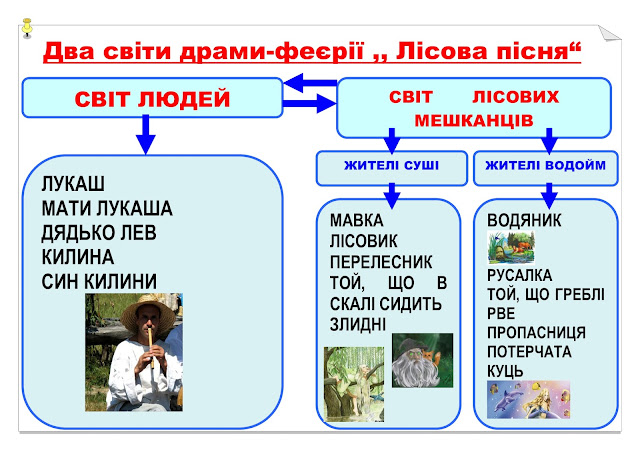 Два світи драми-феєрії ,, Лісова пісня“
СВІТ ЛЮДЕЙ
СВІТ ЛІСОВИХ
МЕШКАНЦІВ
ЖИТЕЛІ СУШІ
ЖИТЕЛІ ВОДОЙМ
ЛУКАШ
МАТИ ЛУКАША
ДЯДЬКО ЛЕВ
КИЛИНА
СИН КИЛИНИ
МАВКА
ЛІСОВИК
ПЕРЕЛЕСНИК
ТОЙ, ЩО В
СКАЛІ СИДИТЬ
ЗЛИДНІ
ВОДЯНИК
РУСАЛКА
ТОЙ, ЩО ГРЕБЛІ
РВЕ
ПРОПАСНИЦЯ
ПОТЕРЧАТА
КУЦЬ